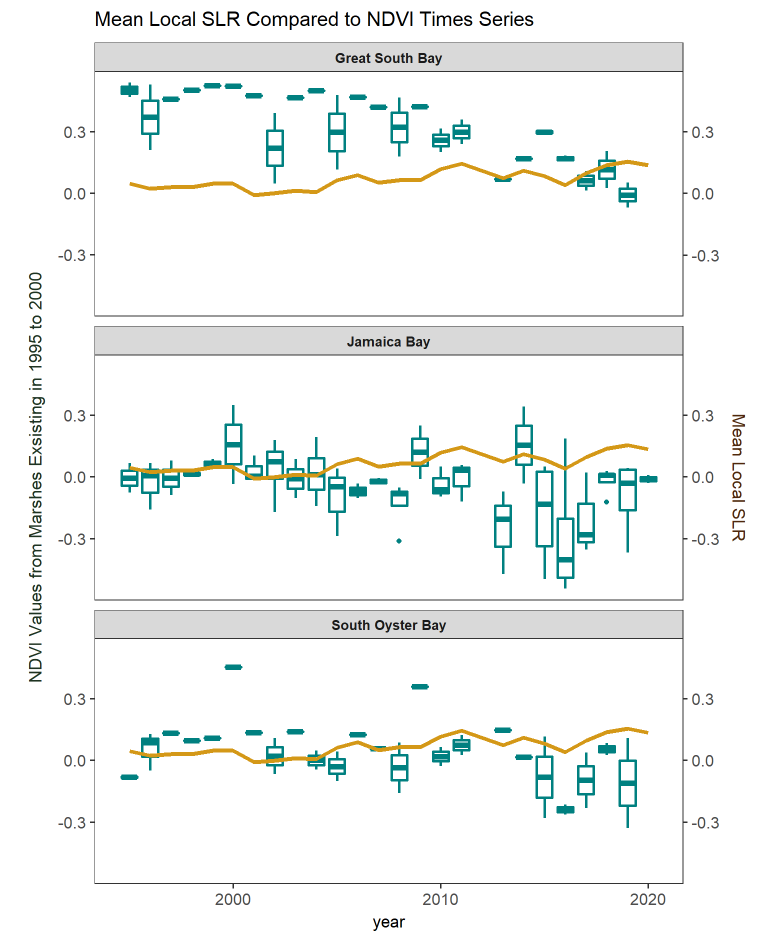 Mean Local SLR Compared to NDVI Times Series
Great South Bay
0.3
0.0
-0.3
0.3
0.0
-0.3
Jamaica Bay
0.3
0.0
-0.3
0.3
0.0
-0.3
South Oyster Bay
0.3
0.0
-0.3
0.3
0.0
-0.3
NDVI Values from Marshes Exsisting in 1995 to 2000
Mean Local SLR
2000 2010 2020
year